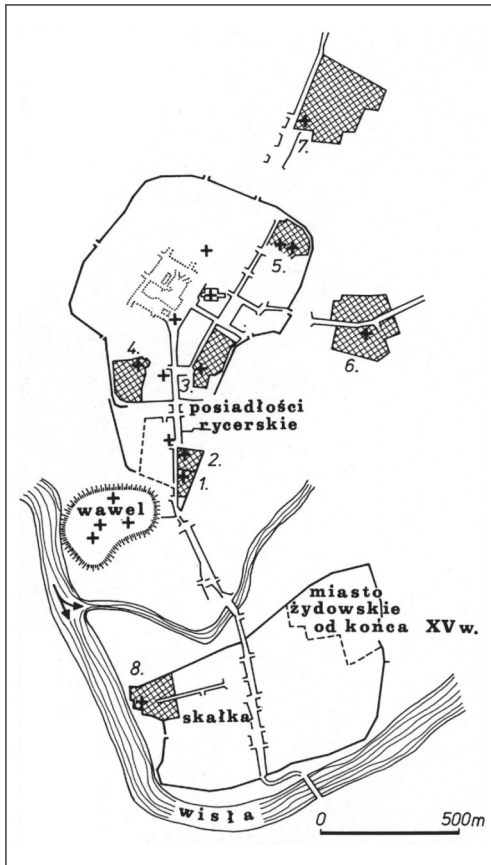 7.
5.
6.
4.
3.
posiadłości
rycerskie
2.
1.
wawel
miasto
żydowskie
od końca XV w.
8.
skałka
wisła
0 500m